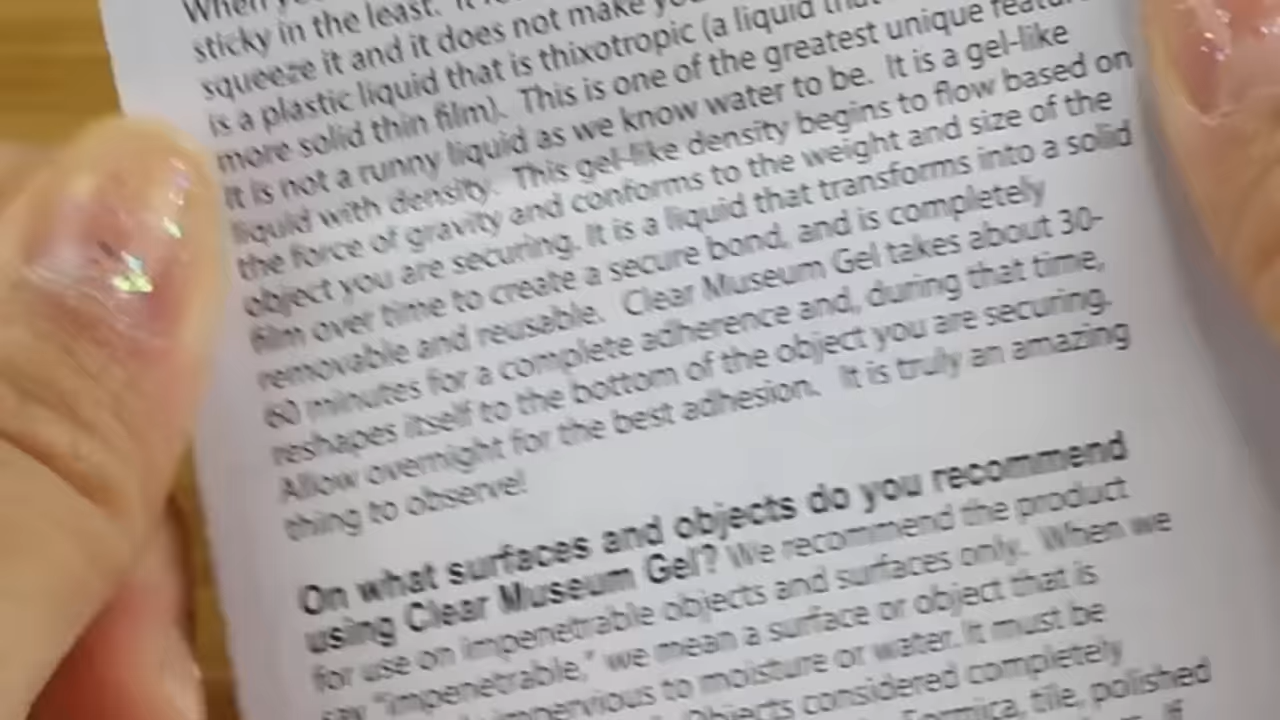 When
sticky in the least. It
squeeze it and it does not make
is a plastic liquid that is thixotropic (a liquid that
more solid thin film). This is one of the greatest unique
It is not a runny liquid as we know water to be. It is a gel-like
liquid with density. This gel-like density begins to flow based on
the force of gravity and conforms to the weight and size of the
object you are securing. It is a liquid that transforms into a solid
film over time to create a secure bond, and is completely
removable and reusable. Clear Museum Gel takes about 30-
60 minutes for a complete adherence and, during that time,
reshapes itself to the bottom of the object you are securing.
Allow overnight for the best adhesion. It is truly an amazing
thing to observe!
On what surfaces and objects do you recommend
using Clear Museum Gel? We recommend the product
for use on impenetrable objects and surfaces only. When we
say "impenetrable," we mean a surface or object that is
impervious to moisture or water. It must be
Objects considered completely
Formica, tile, polished
If